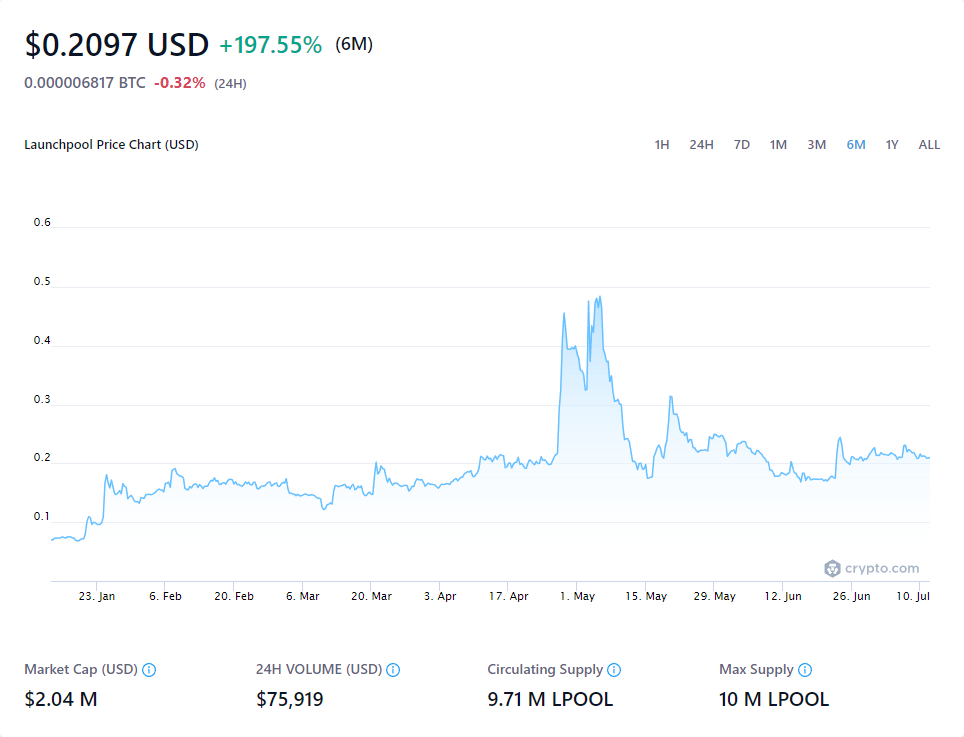 $0.2097 USD +197.55% (6M)
0.000006817 BTC -0.32% (24H)
Launchpool Price Chart (USD) 1H 24H 7D 1M 3M 6M 1Y ALL
0.6
0.5
0.4
0.3
0.2
0.1
crypto.com
23. Jan 6. Feb 20. Feb 6. Mar 20. Mar 3. Apr 17. Apr 1. May 15. May 29. May 12. Jun 26. Jun 10. Jul
Market Cap (USD) 24H VOLUME (USD) Circulating Supply Max Supply
$2.04 M $75,919 9.71 M LPOOL 10 M LPOOL